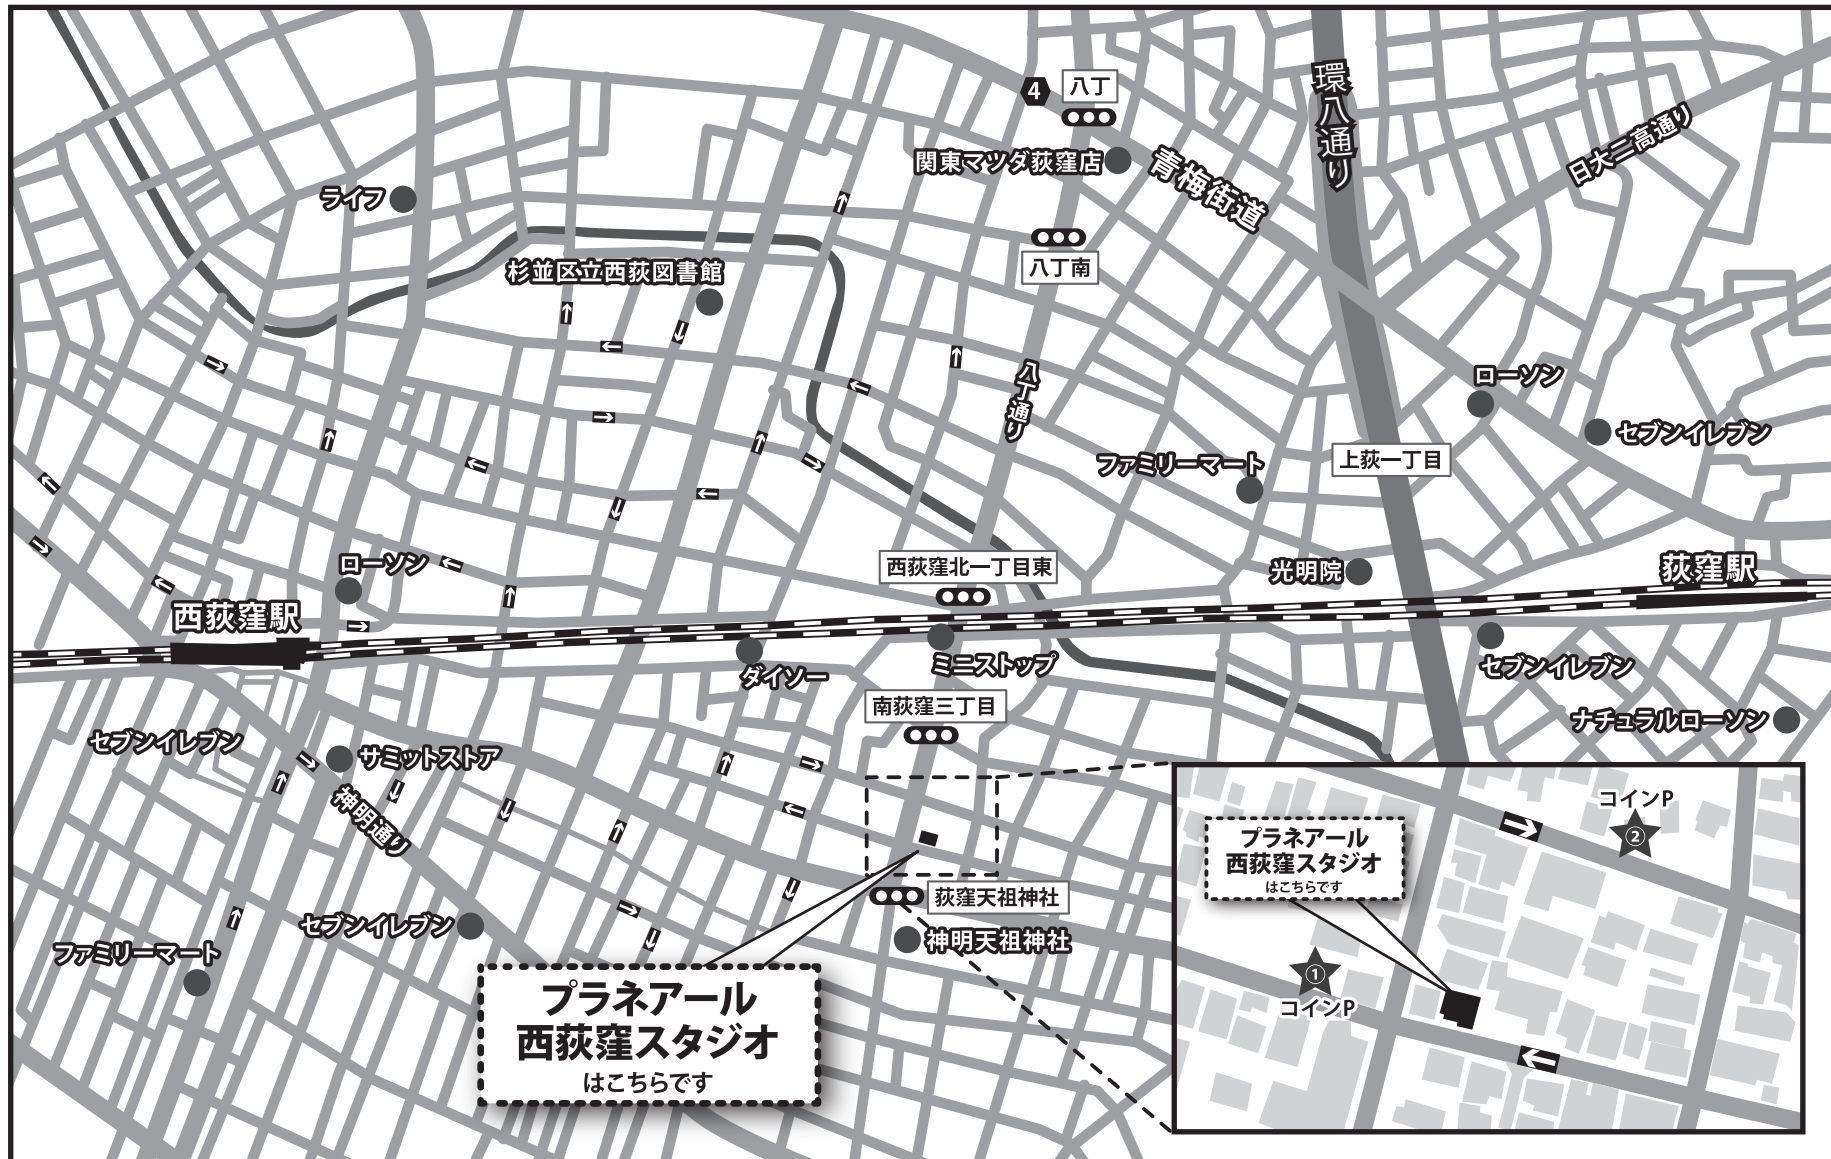 4
八丁
環八通り
日大二高通り
関東マツダ荻窪店
青梅街道
ライフ
八丁南
杉並区立西荻図書館
八丁通り
ローソン
セブンイレブン
ファミリーマート
上荻一丁目
西荻窪北一丁目東
光明院
荻窪駅
ローソン
西荻窪駅
ダイソー
ミニストップ
セブンイレブン
南荻窪三丁目
ナチュラルローソン
セブンイレブン
サミットストア
神明通り
荻窪天祖神社
神明天祖神社
セブンイレブン
ファミリーマート
プラネアール
西荻窪スタジオ
はこちらです
コインP
②
プラネアール
西荻窪スタジオ
はこちらです
①
コインP